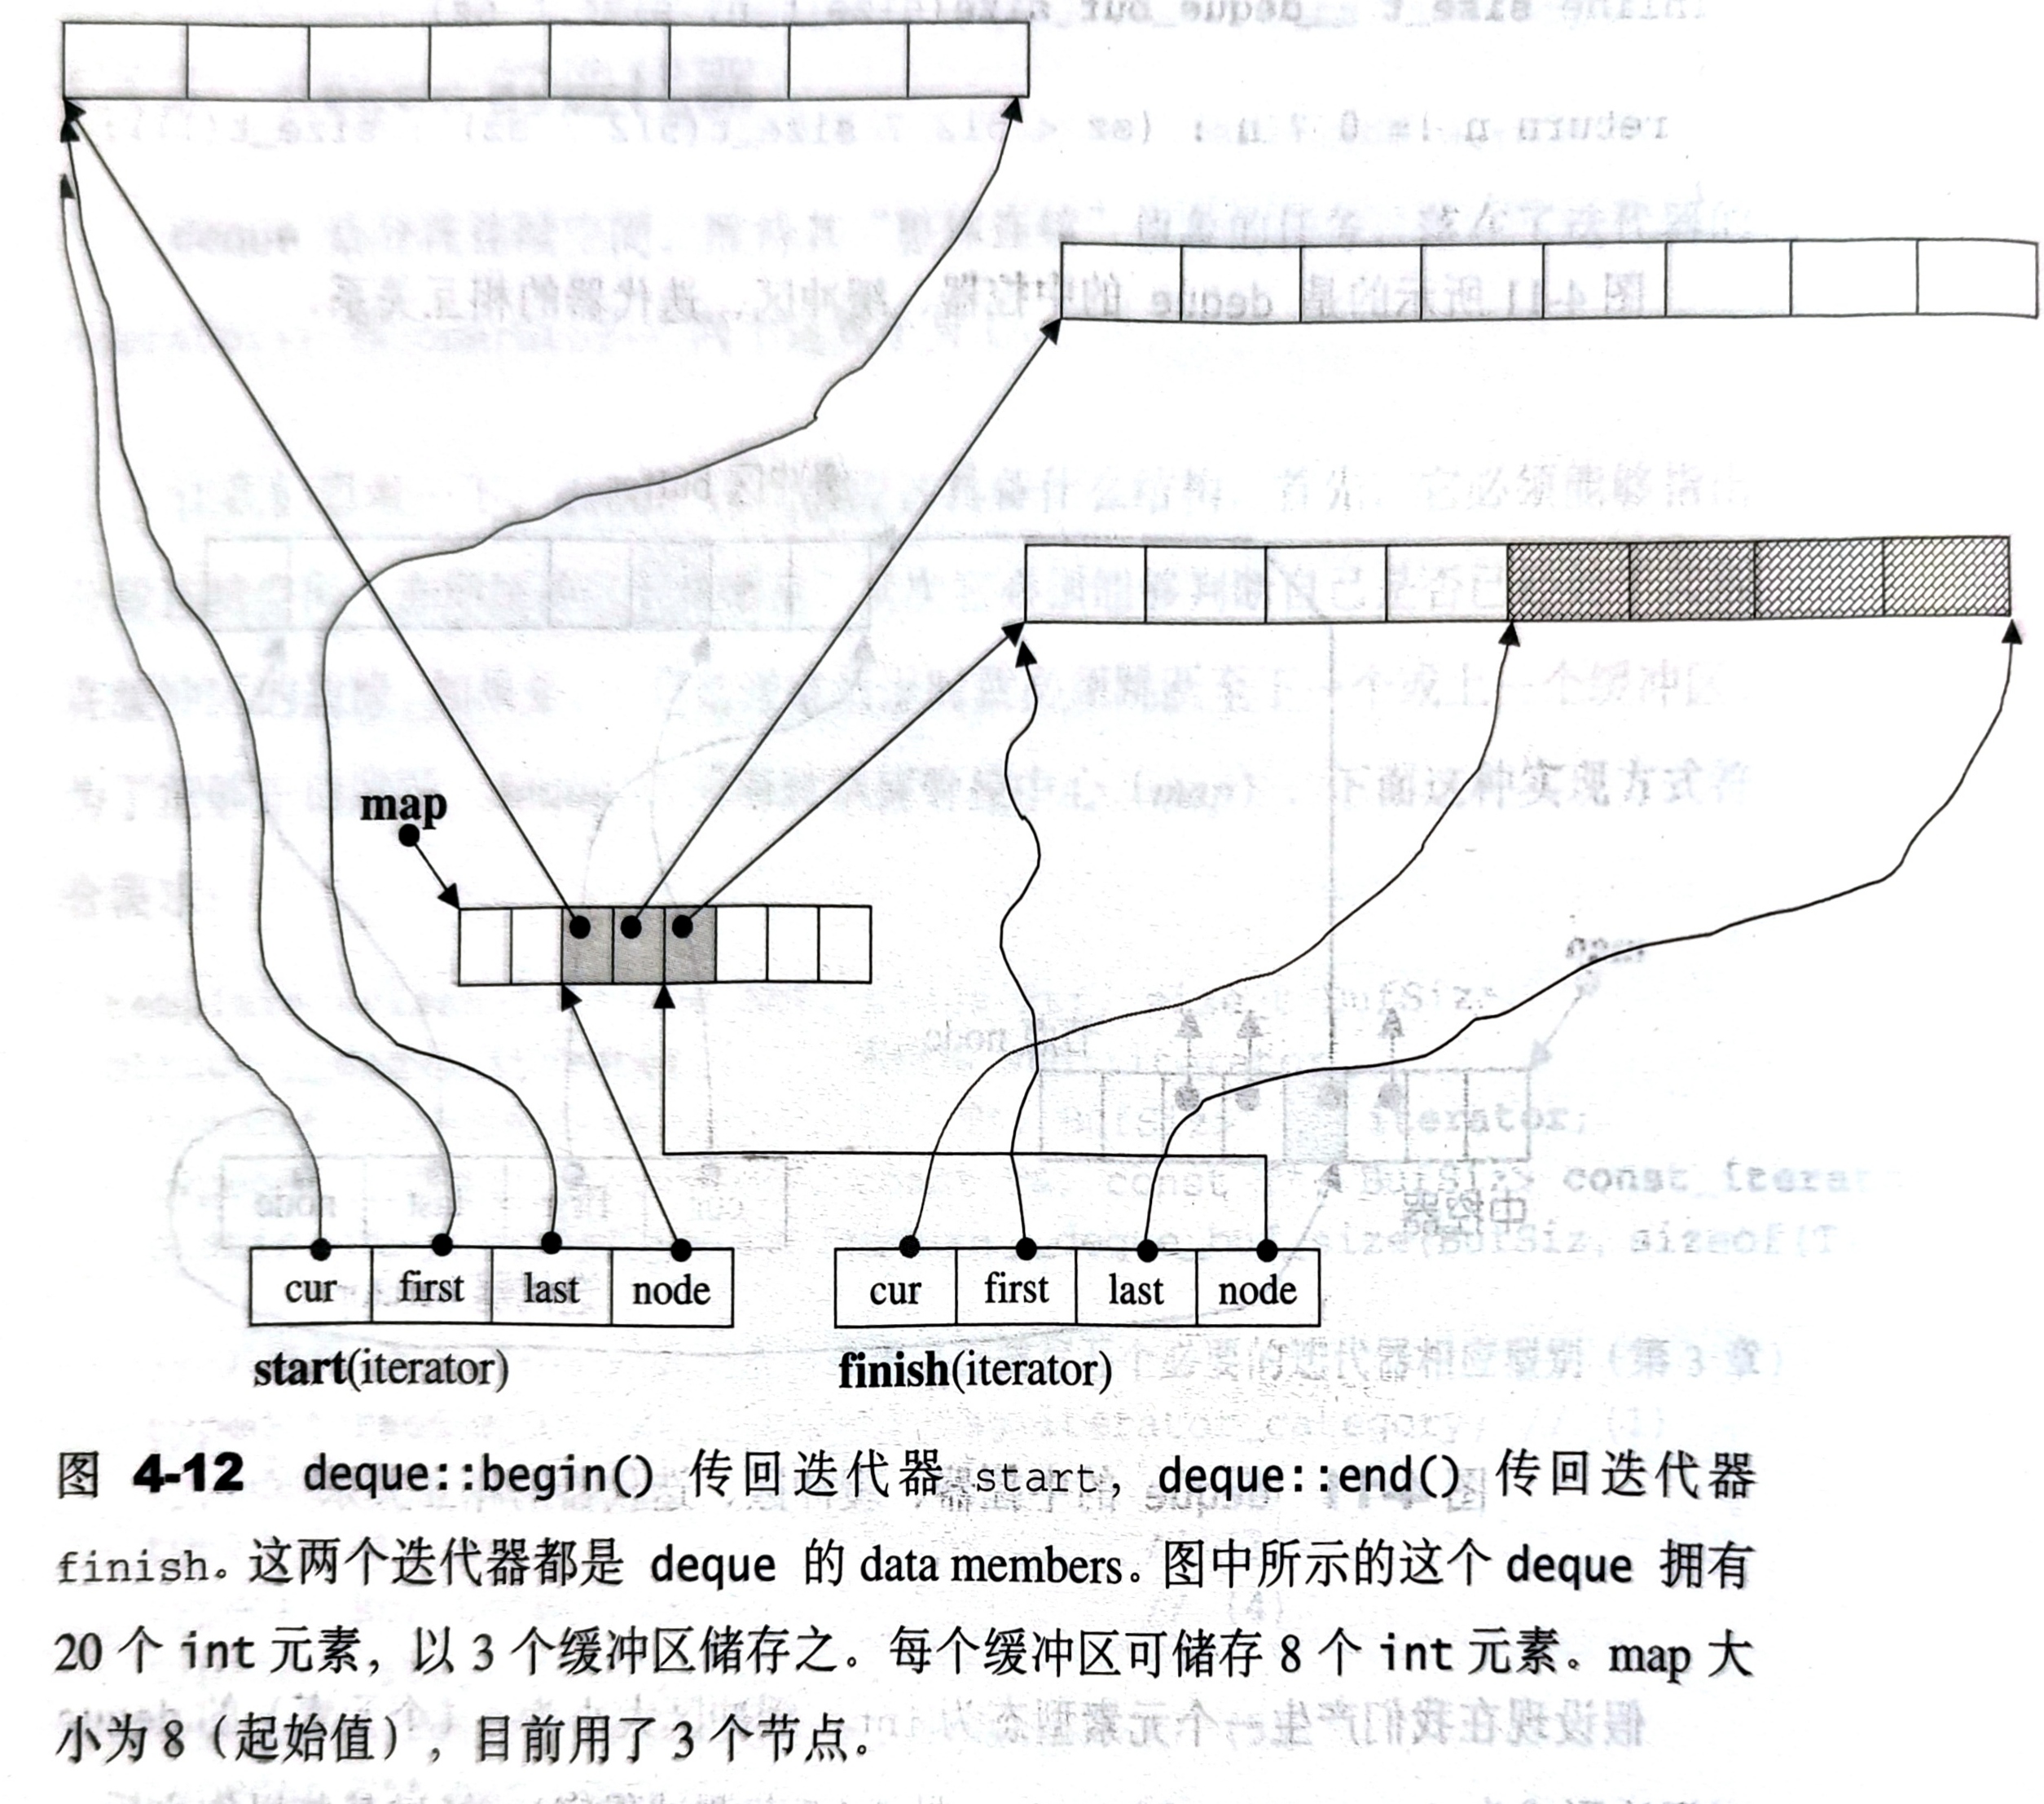 map
cur first last node
cur first last node
start(iterator)
finish(iterator)
图 4-12 deque::begin() 传回迭代器 start, deque::end() 传回迭代器
finish。这两个迭代器都是 deque 的 data members。图中所示的这个 deque 拥有
20 个 int 元素，以 3 个缓冲区储存之。每个缓冲区可储存 8 个 int 元素。map 大
小为 8（起始值），目前用了 3 个节点。